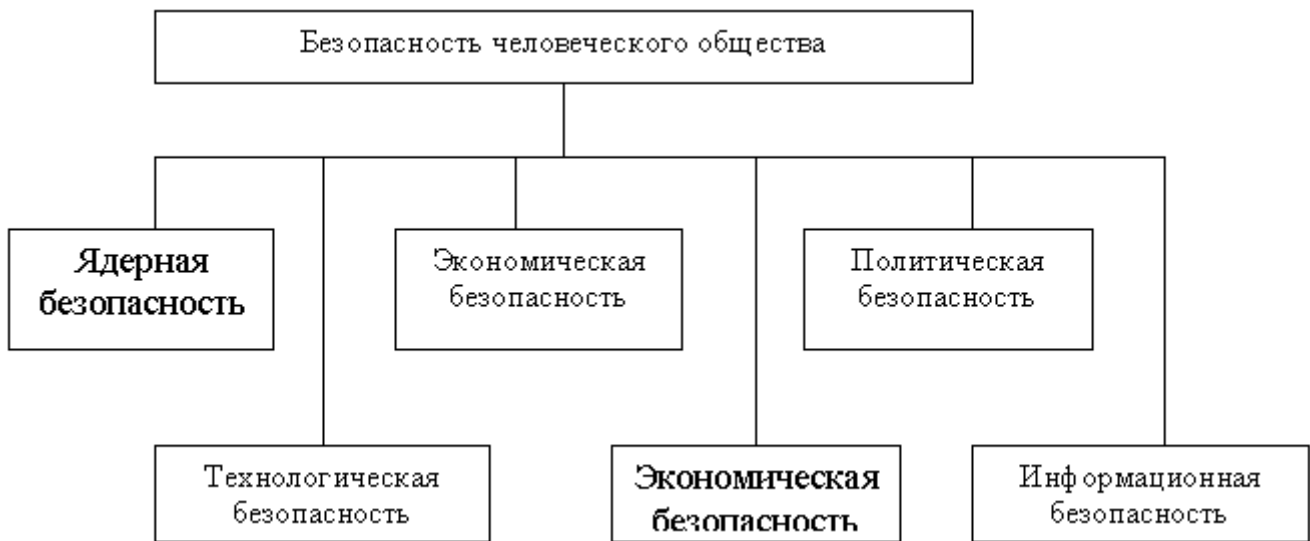 Безопасность человеческого общества
Ядерная
безопасность
Экономическая
безопасность
Политическая
безопасность
Технологическая
безопасность
Экономическая
безопасность
Информационная
безопасность